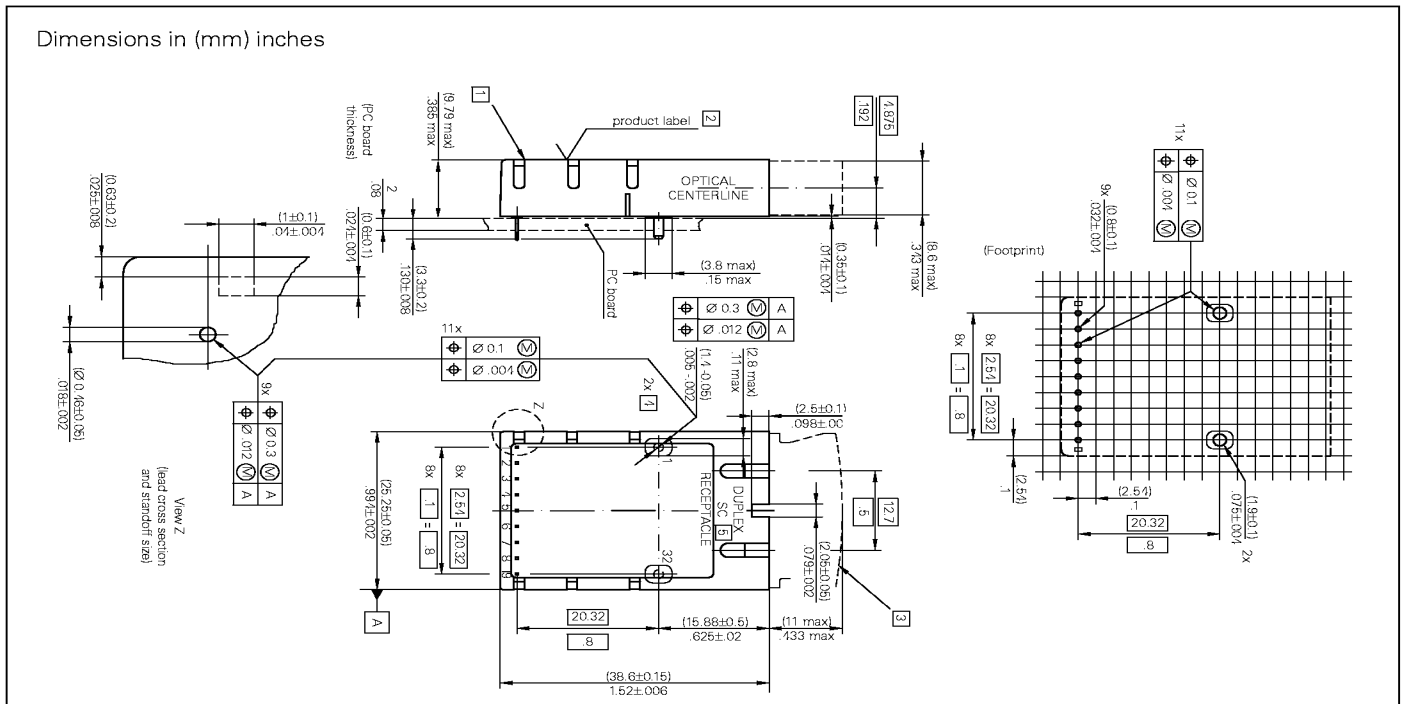 Dimensions in (mm) inches
1
product label 2
(9.79 max)
.385 max
(PC board
thickness)
2
.08
(0.6±0.1)
.024±.004
(3.3±0.2)
.130±.008
OPTICAL
CENTERLINE
4.875
.192
(8.6 max)
.343 max
(0.35±0.1)
.014±.004
(3.8 max)
.15 max
PC board
(0.63±0.2)
.025±.008
(1±0.1)
.04±.004
(Ø 0.46±0.05)
.018±.002
9x
Ø 0.3 M A
Ø .012 M A
View Z
(lead cross section
and standoff size)
11x
Ø 0.1 M
Ø .004 M
Ø 0.3 M A
Ø .012 M A
(1.4 -0.05)
.005 -.002
2x 4
(2.8 max)
.11 max
(2.5±0.1)
.098±.00
Z
1
2
3
4
5
6
7
8
9
32
DUPLEX
SC 5
RECEPTACLE
12.7
.5
(2.05±0.05)
.079±.002
3
(25.25±0.05)
.994±.002
A
8x 2.54 = 20.32
8x .1 = .8
20.32
.8
(15.88±0.5)
.625±.02
(11 max)
.433 max
(38.6±0.15)
1.52±.006
11x
Ø 0.1 M
Ø .004 M
9x (0.8±0.1)
.032±.004
(Footprint)
8x 2.54 = 20.32
8x .1 = .8
(2.54)
.1
(2.54)
.1
20.32
.8
(1.9±0.1)
.075±.004
2x